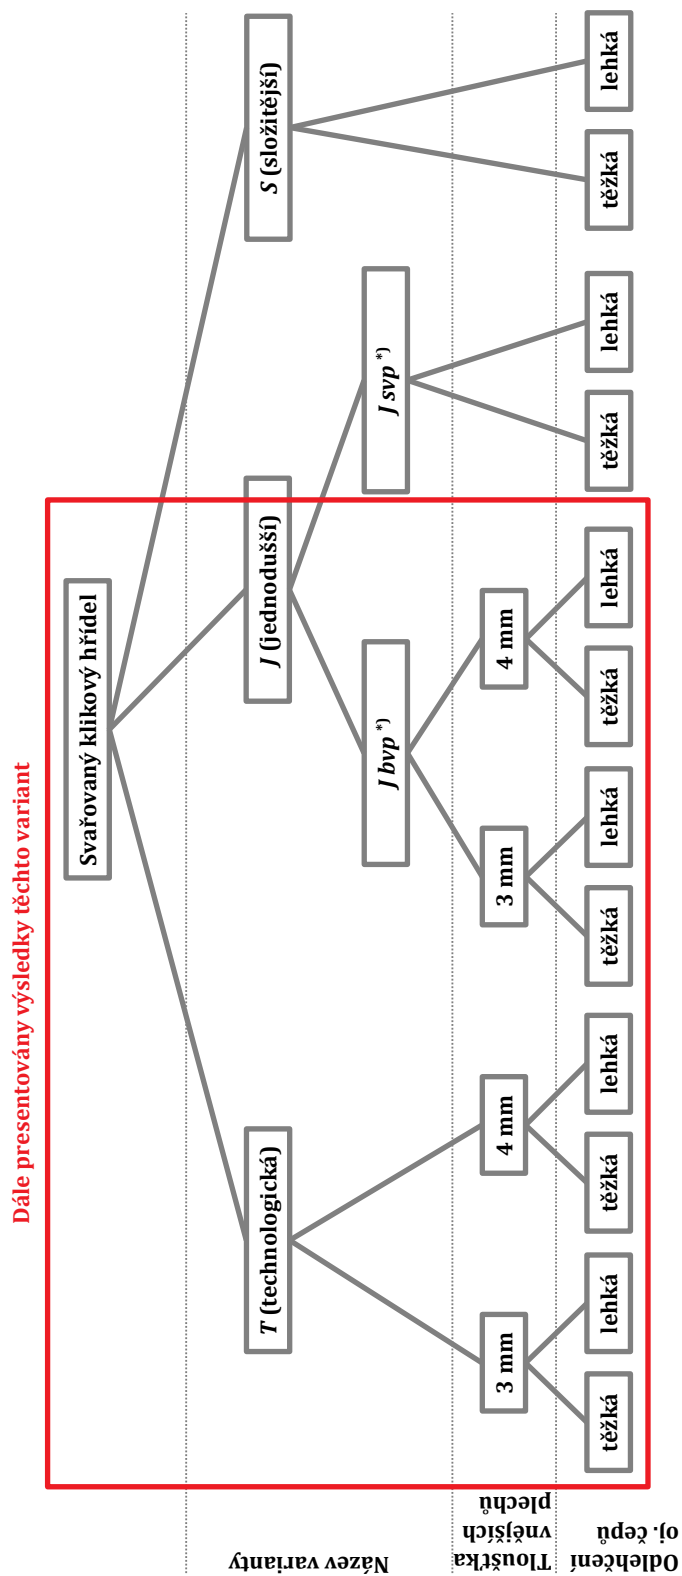 Dále presentovány výsledky těchto variant
Svařovaný klikový hřídel
Název varianty
T (technologická)
J (jednodušší)
S (složitější)
J bvp *)
J svp *)
Tloušťka
vnějších
plechů
3 mm
4 mm
3 mm
4 mm
Odlehčení
oj. čepů
těžká
lehká
těžká
lehká
těžká
lehká
těžká
lehká
těžká
lehká
těžká
lehká